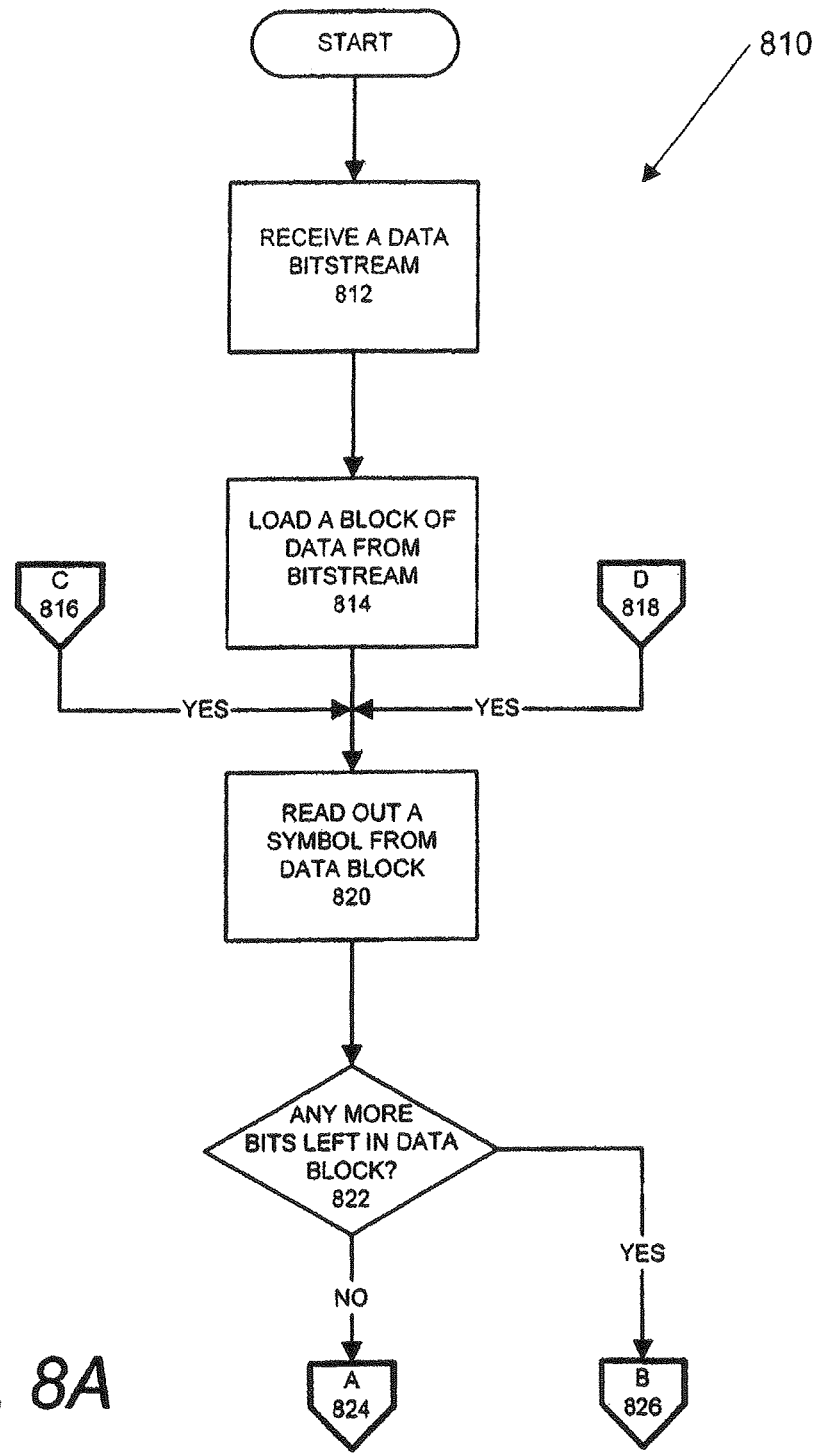 START
810
RECEIVE A DATA
BITSTREAM
812
LOAD A BLOCK OF
DATA FROM
BITSTREAM
814
C
816
D
818
YES
YES
READ OUT A
SYMBOL FROM
DATA BLOCK
820
ANY MORE
BITS LEFT IN DATA
BLOCK?
822
YES
NO
8A
A
824
B
826